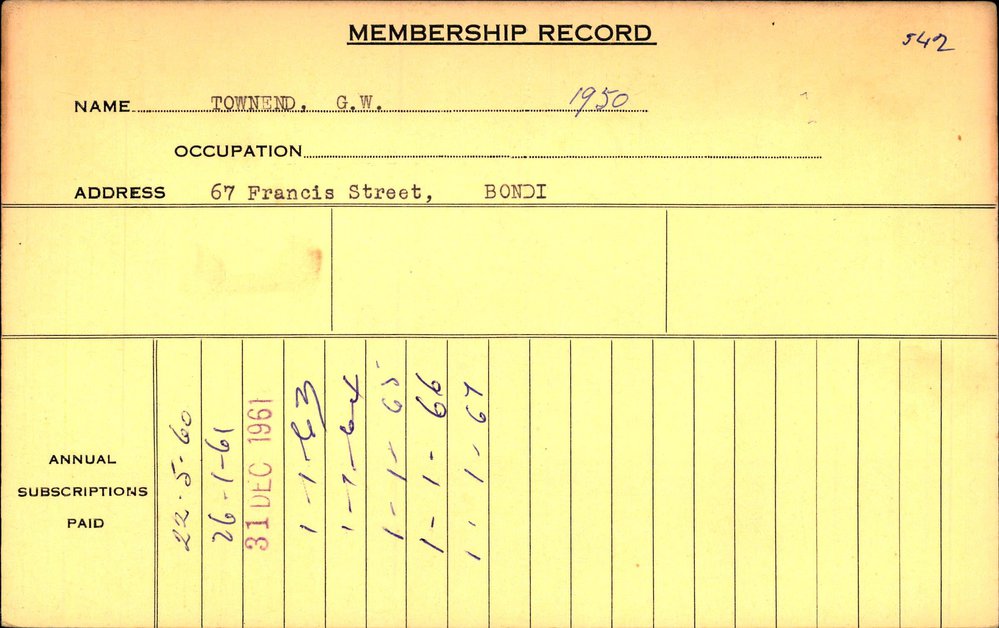 MEMBERSHIP RECORD
542
NAME TOWNEND, G.W. 1950
OCCUPATION
ADDRESS 67 Francis Street, BONDI
ANNUAL
SUBSCRIPTIONS
PAID
22-5-60
26-1-61
31 DEC 1961
1-1-63
1-1-64
1-1-65
1-1-66
1-1-67